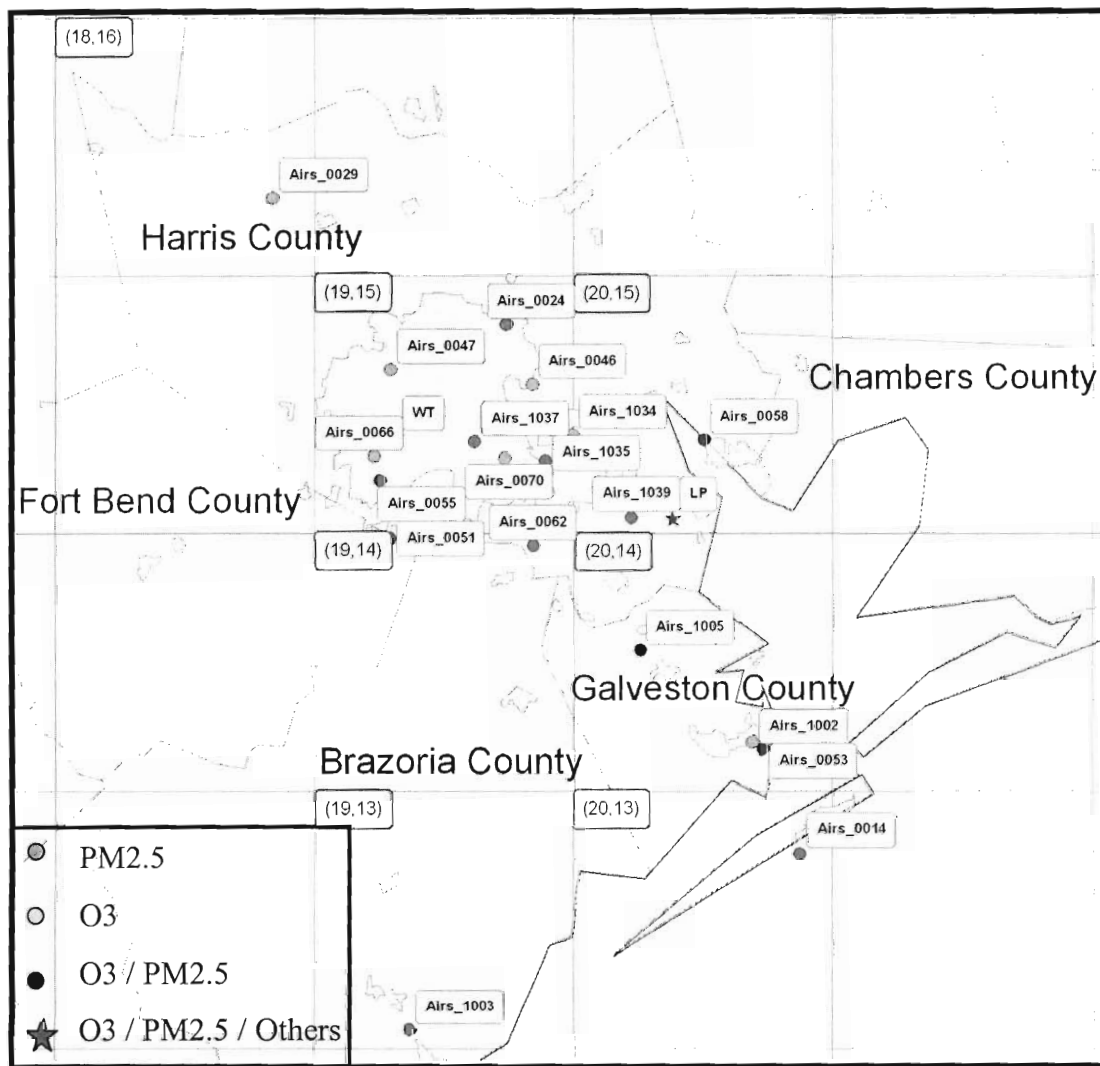 (18,16)
Airs_0029
Harris County
(19,15)
Airs_0024
(20,15)
Airs_0047
Airs_0046
Chambers County
WT
Airs_1037
Airs_1034
Airs_0058
Airs_0066
Airs_1035
Fort Bend County
Airs_0055
Airs_0070
Airs_1039
LP
Airs_0062
(19,14)
Airs_0051
(20,14)
Airs_1005
Galveston County
Airs_1002
Brazoria County
Airs_0053
(19,13)
(20,13)
Airs_0014
PM2.5
O3
O3 / PM2.5
Airs_1003
O3 / PM2.5 / Others